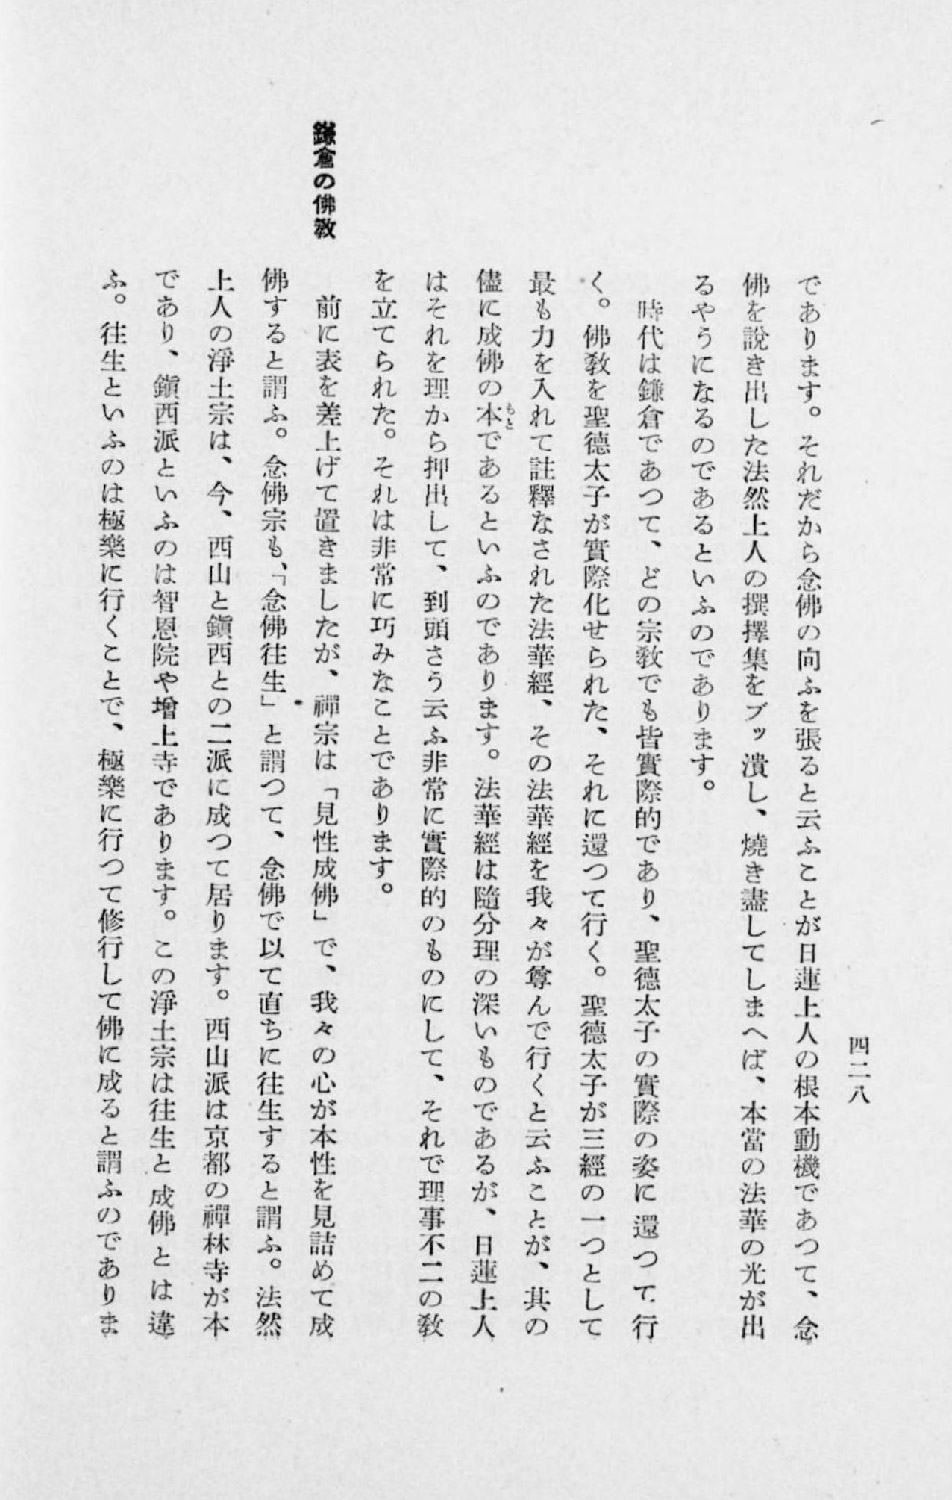 四二八
であります。それだから念佛の向ふを張ると云ふことが日蓮上人の根本動機であつて、念
佛を說き出した法然上人の撰擇集をブッ潰し、燒き盡してしまへば、本當の法華の光が出
るやうになるのであるといふのであります。
時代は鎌倉であつて、どの宗敎でも皆實際的であり、聖德太子の實際の姿に還つて行
く。佛敎を聖德太子が實際化せられた、それに還つて行く。聖德太子が三經の一つとして
最も力を入れて註釋なされた法華經、その法華經を我々が尊んで行くと云ふことが、其の
儘に成佛の本であるといふのであります。法華經は隨分理の深いものであるが、日蓮上人
もと
はそれを理から押出して、到頭さう云ふ非常に實際的のものにして、それで理事不二の敎
を立てられた。それは非常に巧みなことであります。
鎌倉の佛敎
前に表を差上げて置きましたが、禪宗は「見性成佛」で、我々の心が本性を見詰めて成
佛すると謂ふ。念佛宗も、「念佛往生」と謂つて、念佛で以て直ちに往生すると謂ふ。法然
上人の淨土宗は、今、西山と鎭西との二派に成つて居ります。西山派は京都の禪林寺が本
であり、鎭西派といふのは智恩院や增上寺であります。この淨土宗は往生と成佛とは違
ふ。往生といふのは極樂に行くことで、極樂に行つて修行して佛に成ると謂ふのでありま